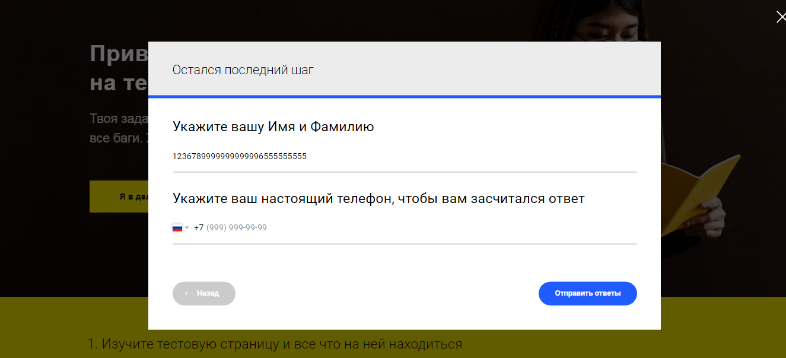 Прив
на те
Твоя зада
все баги.
Я в дел
Остался последний шаг
Укажите вашу Имя и Фамилию
1236789999999999996555555555
Укажите ваш настоящий телефон, чтобы вам засчитался ответ
+7 (999) 999-99-99
Назад
Отправить ответы
1. Изучите тестовую страницу и все что на ней находиться